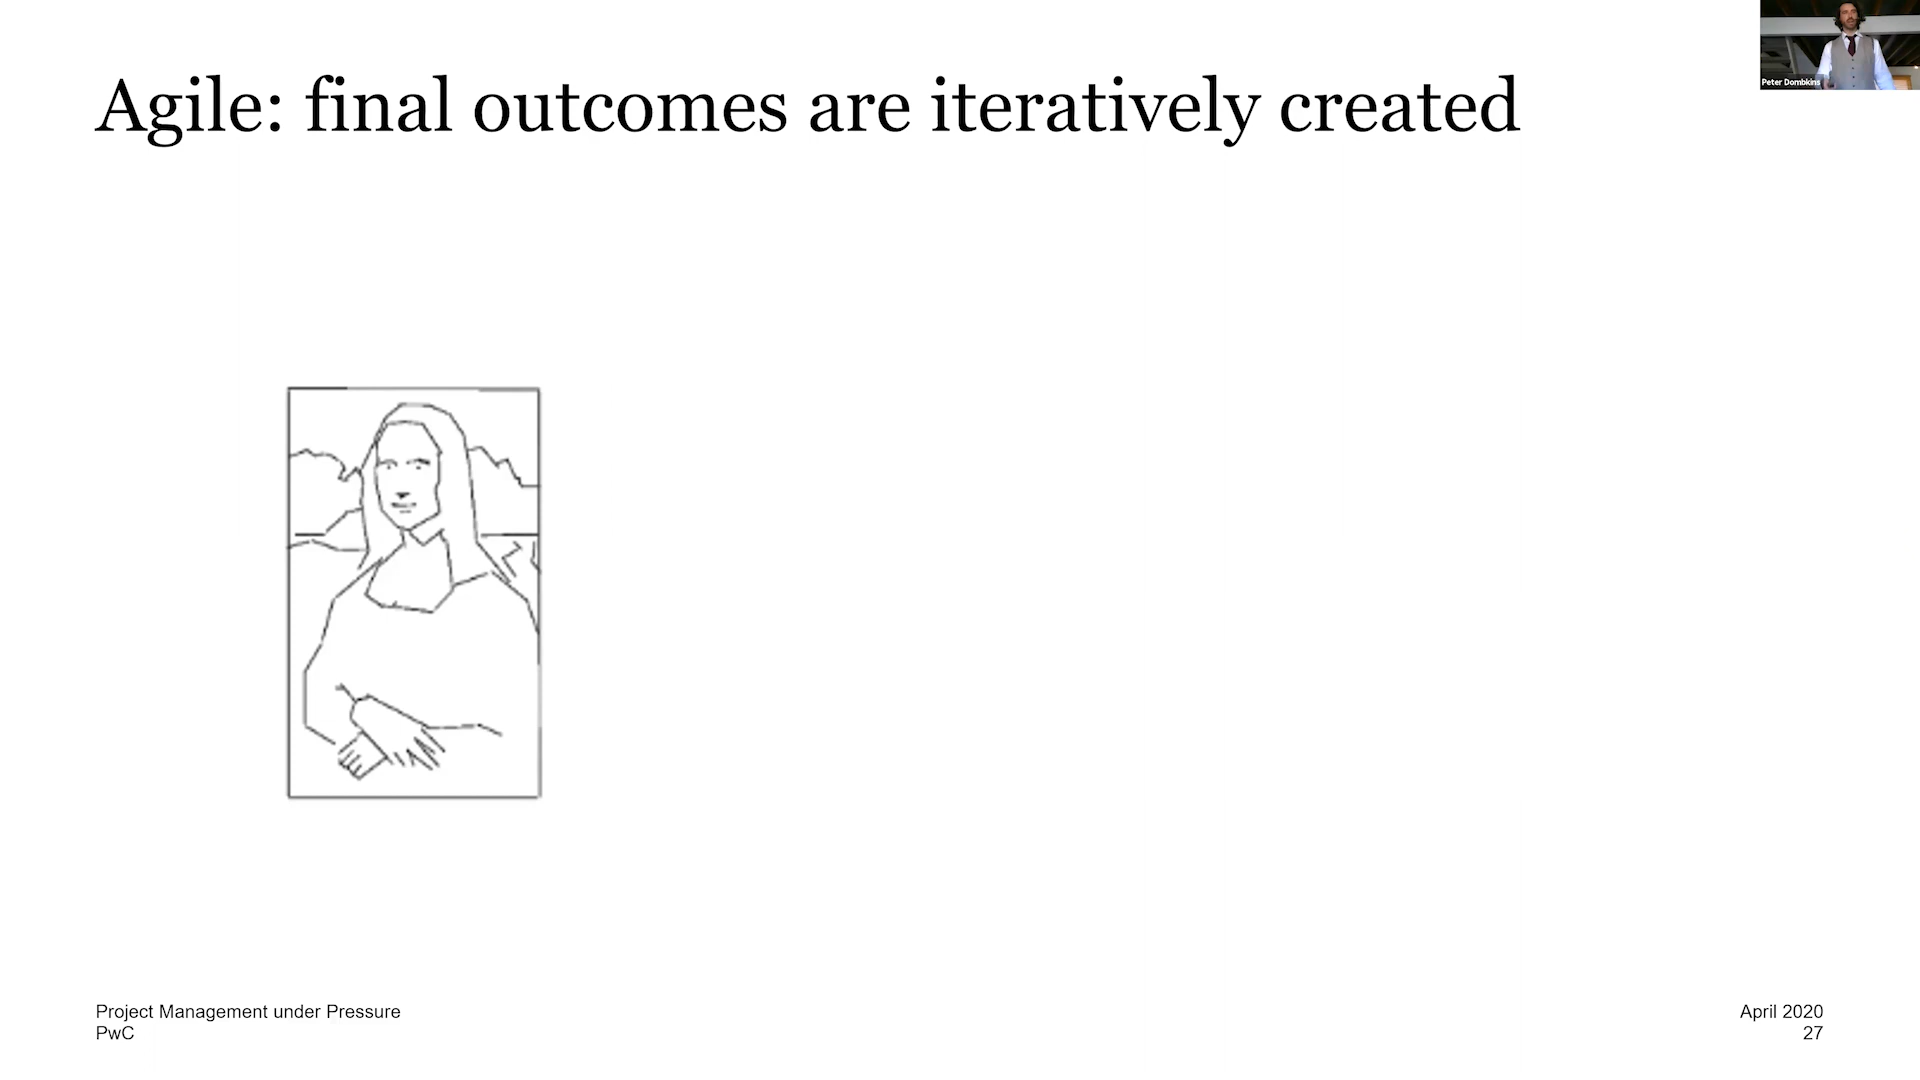 Agile: final outcomes are iteratively created
Peter Dombkins
Project Management under Pressure
PwC
April 2020
27